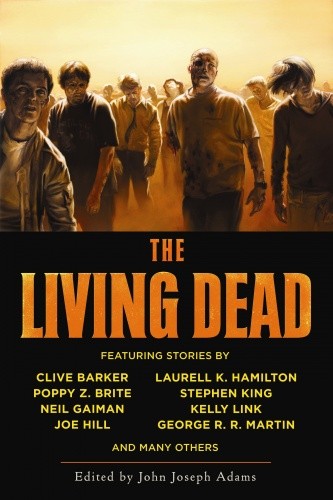 THE
LIVING DEAD
FEATURING STORIES BY
CLIVE BARKER
POPPY Z. BRITE
NEIL GAIMAN
JOE HILL
LAURELL K. HAMILTON
STEPHEN KING
KELLY LINK
GEORGE R. R. MARTIN
AND MANY OTHERS
Edited by John Joseph Adams